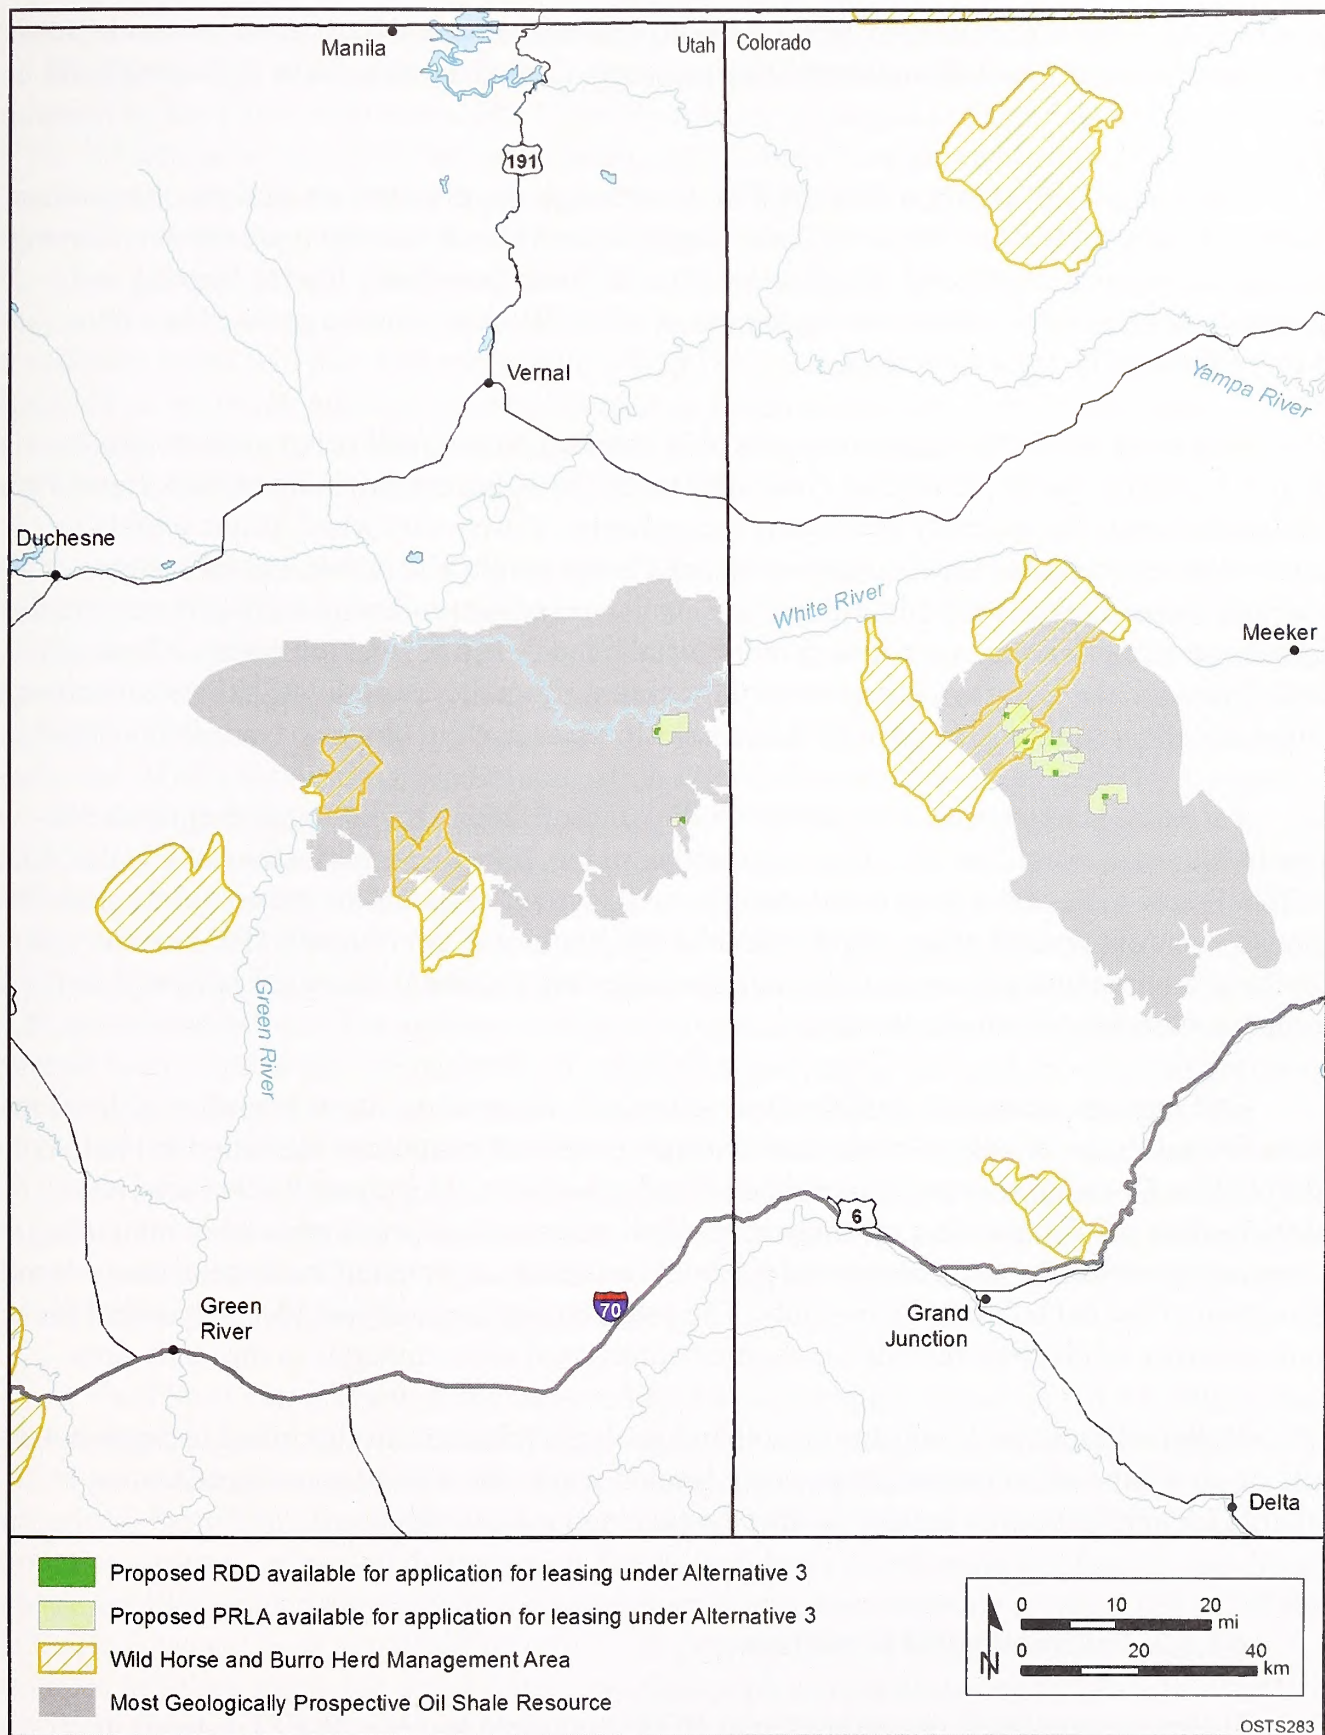 Manila
Utah
Colorado
191
Vernal
Yampa River
Duchesne
White River
Meeker
Green River
6
Green
River
70
Grand
Junction
Delta
Proposed RDD available for application for leasing under Alternative 3
Proposed PRLA available for application for leasing under Alternative 3
Wild Horse and Burro Herd Management Area
Most Geologically Prospective Oil Shale Resource
N
0 10 20
mi
0 20 40
km
OSTS283